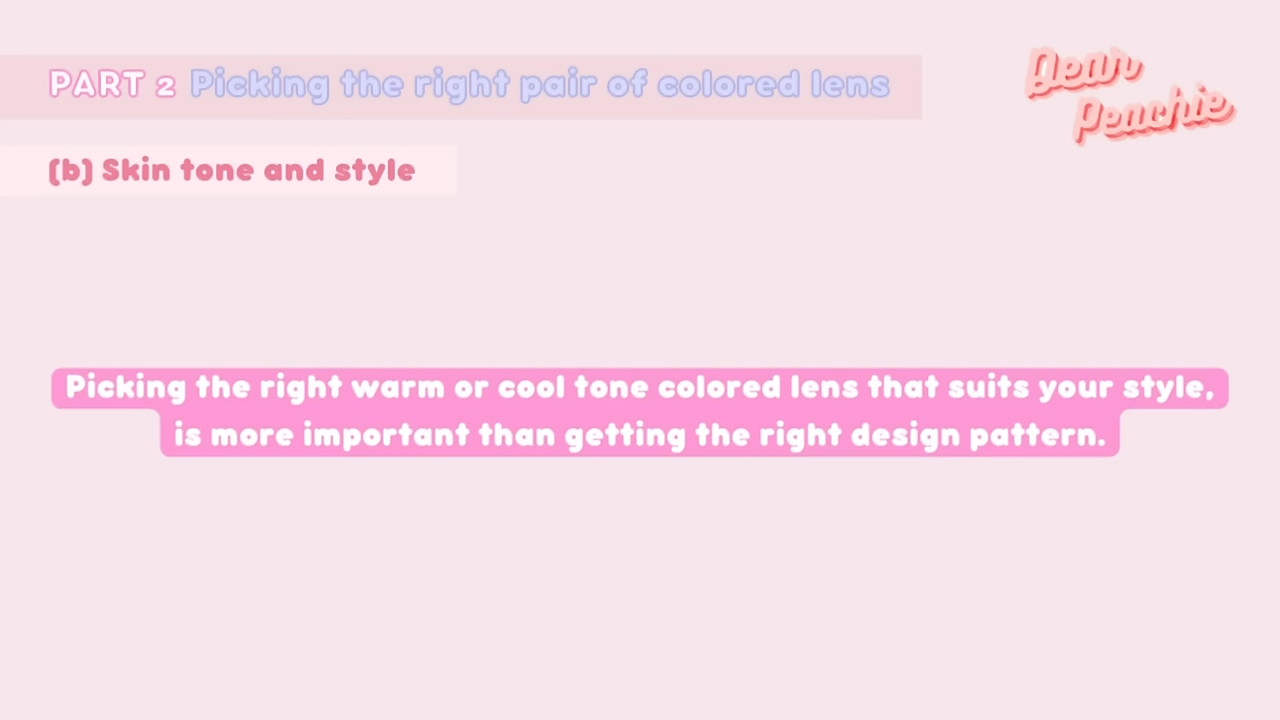 PART 2 Picking the right pair of colored lens
Dear
Peachie
(b) Skin tone and style
Picking the right warm or cool tone colored lens that suits your style,
is more important than getting the right design pattern.